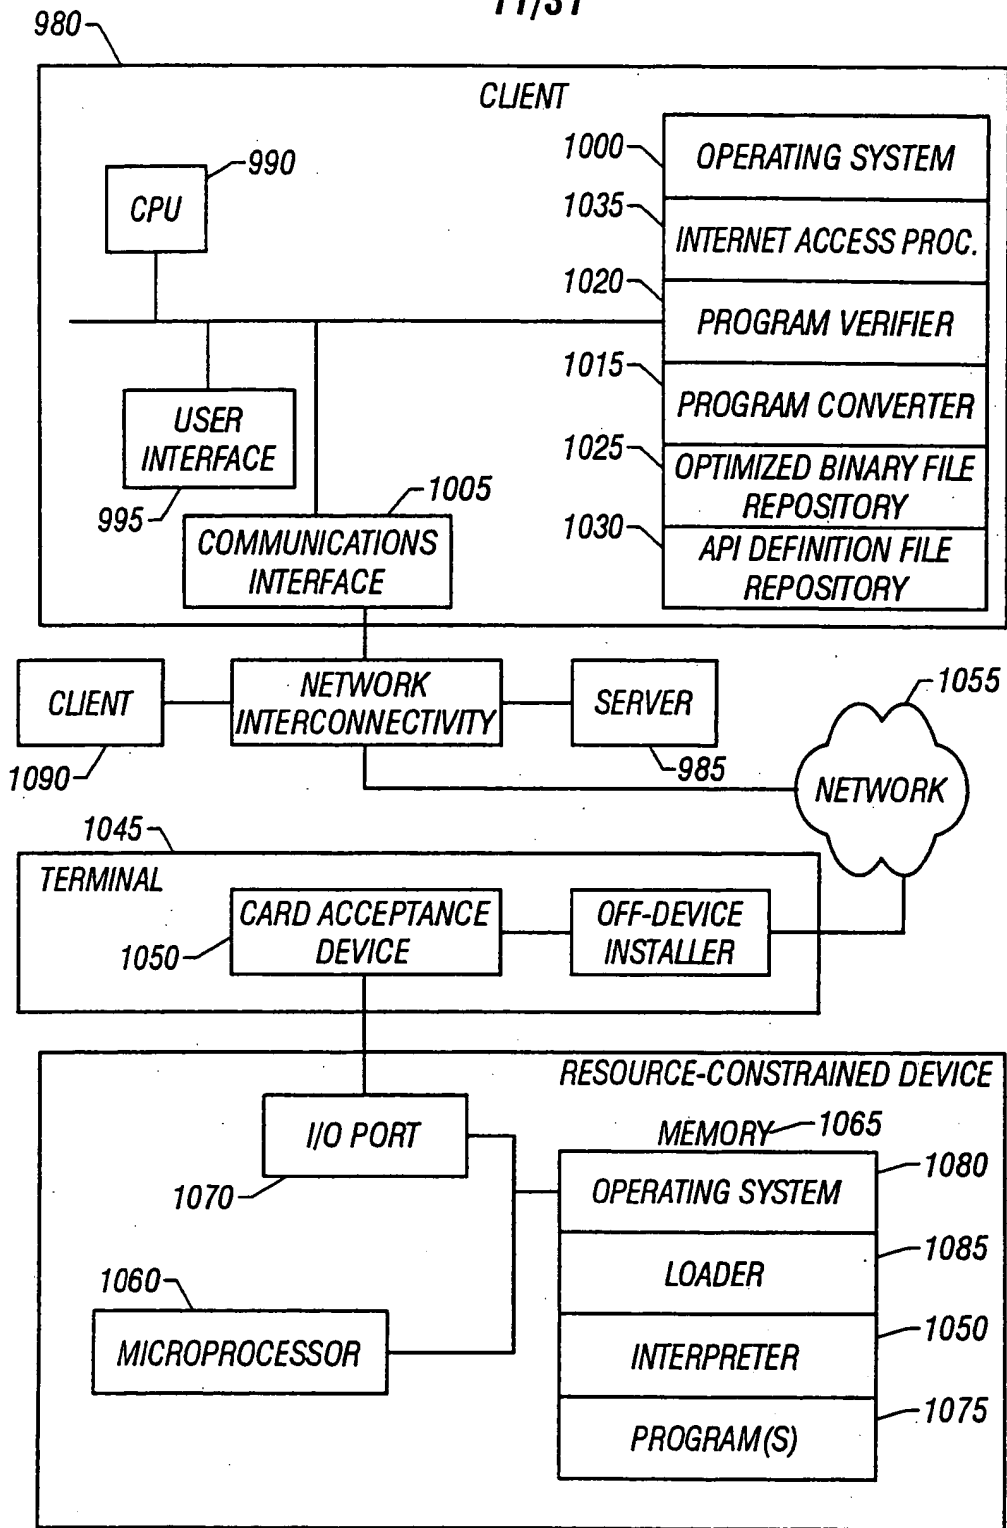 11/31
980
CLIENT
990
CPU
1000
OPERATING SYSTEM
1035
INTERNET ACCESS PROC.
1020
PROGRAM VERIFIER
1015
PROGRAM CONVERTER
USER
INTERFACE
995
1025
OPTIMIZED BINARY FILE
REPOSITORY
1005
COMMUNICATIONS
INTERFACE
1030
API DEFINITION FILE
REPOSITORY
CLIENT
1090
NETWORK
INTERCONNECTIVITY
SERVER
985
1055
NETWORK
1045
TERMINAL
CARD ACCEPTANCE
DEVICE
1050
OFF-DEVICE
INSTALLER
RESOURCE-CONSTRAINED DEVICE
I/O PORT
1070
MEMORY 1065
OPERATING SYSTEM
1080
LOADER
1085
1060
MICROPROCESSOR
INTERPRETER
1050
PROGRAM(S)
1075